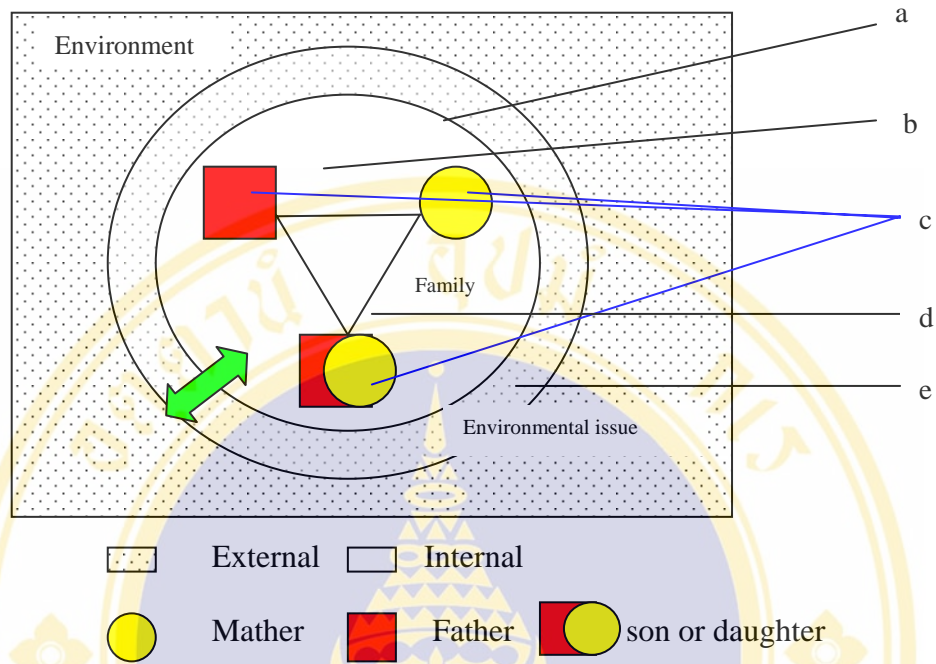 Environment
a
b
c
Family
d
e
Environmental issue
External
Internal
Mather
Father
son or daughter